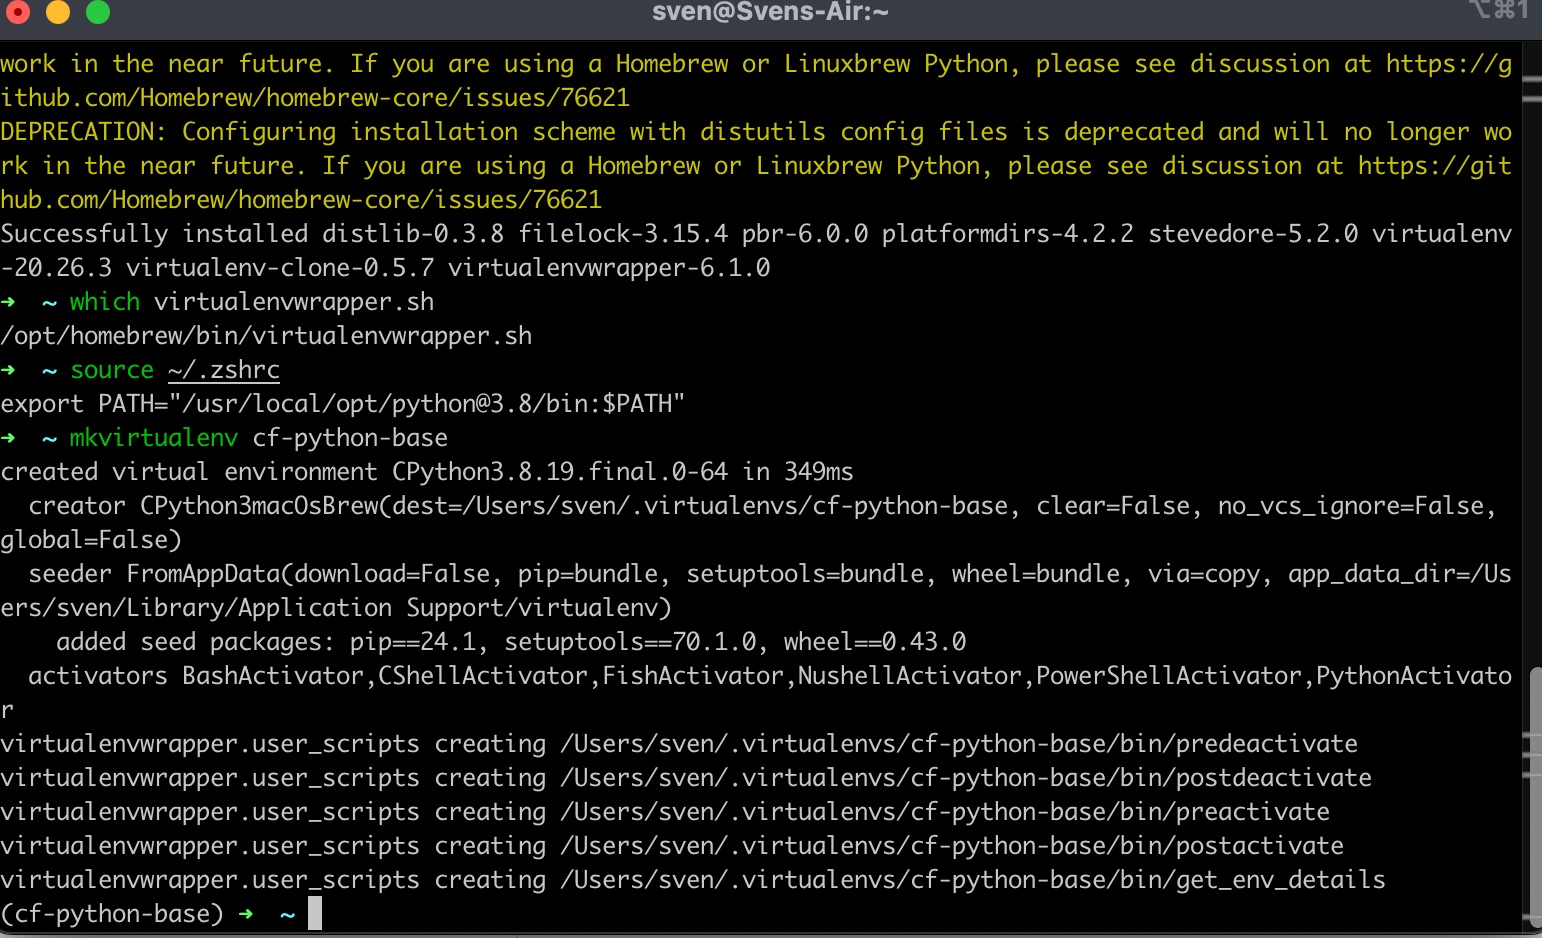 sven@Svens-Air:~
⌥⌘1
work in the near future. If you are using a Homebrew or Linuxbrew Python, please see discussion at https://g
ithub.com/Homebrew/homebrew-core/issues/76621
DEPRECATION: Configuring installation scheme with distutils config files is deprecated and will no longer wo
rk in the near future. If you are using a Homebrew or Linuxbrew Python, please see discussion at https://git
hub.com/Homebrew/homebrew-core/issues/76621
Successfully installed distlib-0.3.8 filelock-3.15.4 pbr-6.0.0 platformdirs-4.2.2 stevedore-5.2.0 virtualenv
-20.26.3 virtualenv-clone-0.5.7 virtualenvwrapper-6.1.0
➜  ~ which virtualenvwrapper.sh
/opt/homebrew/bin/virtualenvwrapper.sh
➜  ~ source ~/.zshrc
export PATH="/usr/local/opt/python@3.8/bin:$PATH"
➜  ~ mkvirtualenv cf-python-base
created virtual environment CPython3.8.19.final.0-64 in 349ms
  creator CPython3macOsBrew(dest=/Users/sven/.virtualenvs/cf-python-base, clear=False, no_vcs_ignore=False,
global=False)
  seeder FromAppData(download=False, pip=bundle, setuptools=bundle, wheel=bundle, via=copy, app_data_dir=/Us
ers/sven/Library/Application Support/virtualenv)
    added seed packages: pip==24.1, setuptools==70.1.0, wheel==0.43.0
  activators BashActivator,CShellActivator,FishActivator,NushellActivator,PowerShellActivator,PythonActivato
r
virtualenvwrapper.user_scripts creating /Users/sven/.virtualenvs/cf-python-base/bin/predeactivate
virtualenvwrapper.user_scripts creating /Users/sven/.virtualenvs/cf-python-base/bin/postdeactivate
virtualenvwrapper.user_scripts creating /Users/sven/.virtualenvs/cf-python-base/bin/preactivate
virtualenvwrapper.user_scripts creating /Users/sven/.virtualenvs/cf-python-base/bin/postactivate
virtualenvwrapper.user_scripts creating /Users/sven/.virtualenvs/cf-python-base/bin/get_env_details
(cf-python-base) ➜  ~